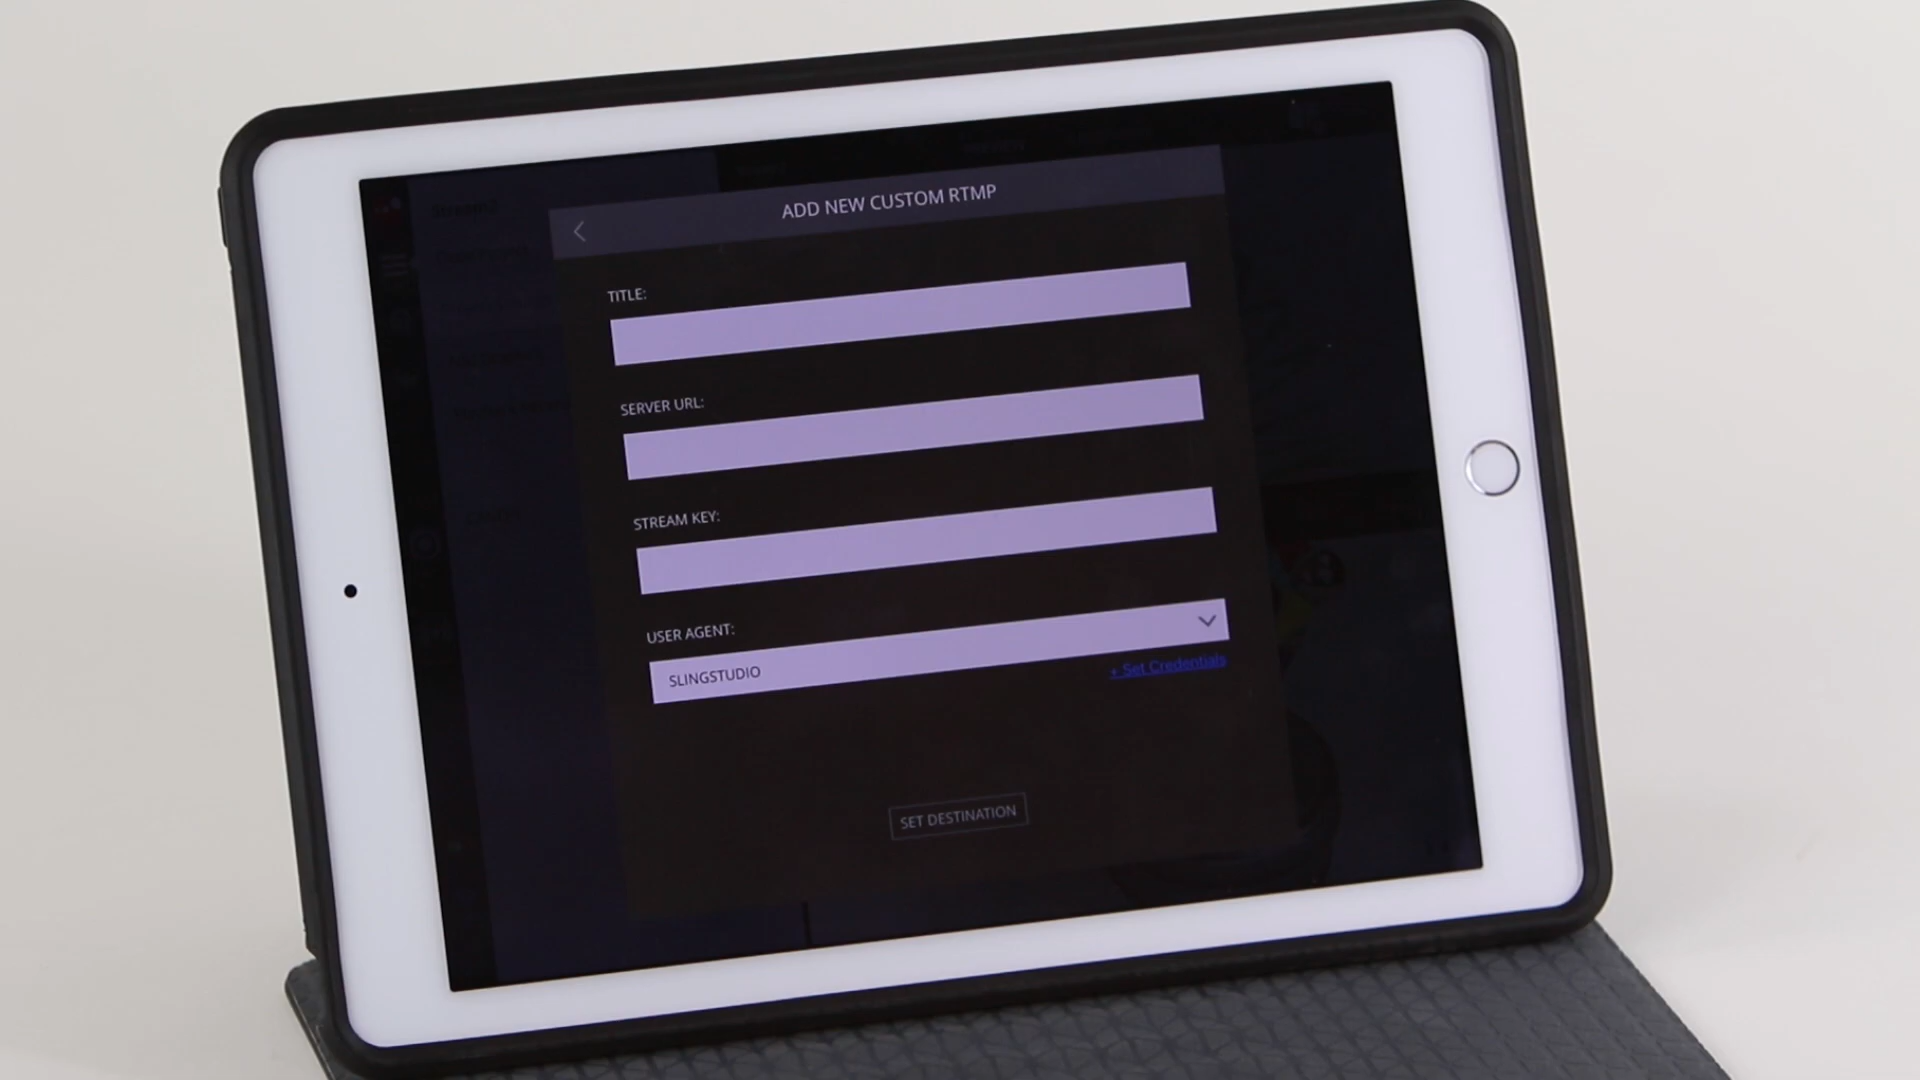 ADD NEW CUSTOM RTMP
TITLE:
SERVER URL:
STREAM KEY:
USER AGENT:
SLINGSTUDIO
+ Set Credentials
SET DESTINATION